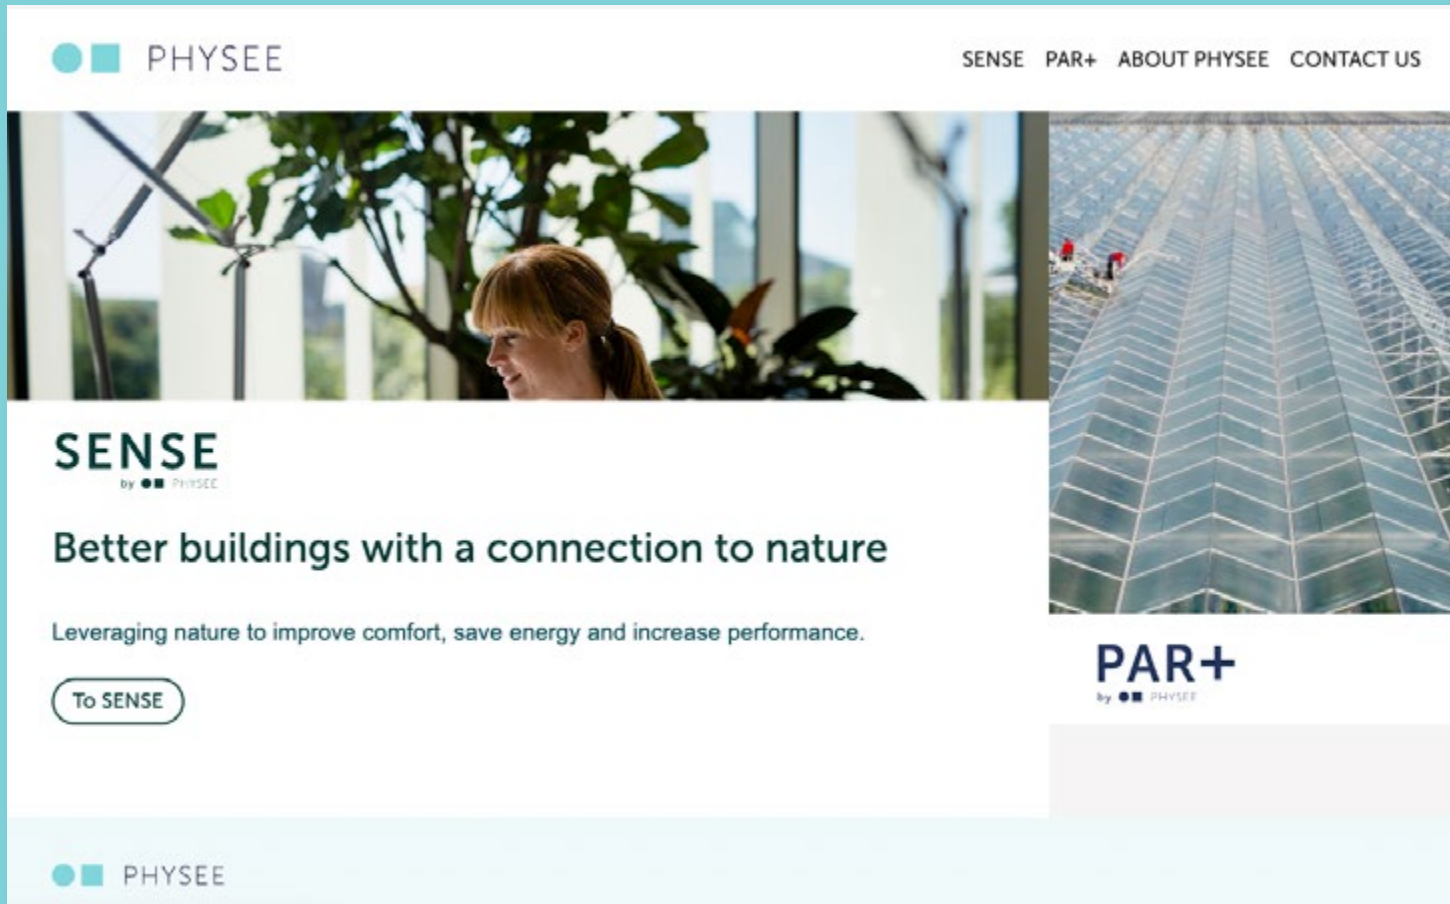 PHYSEE
SENSE PAR+ ABOUT PHYSEE CONTACT US
SENSE
by PHYSEE
Better buildings with a connection to nature
Leveraging nature to improve comfort, save energy and increase performance.
To SENSE
PAR+
by PHYSEE
PHYSEE